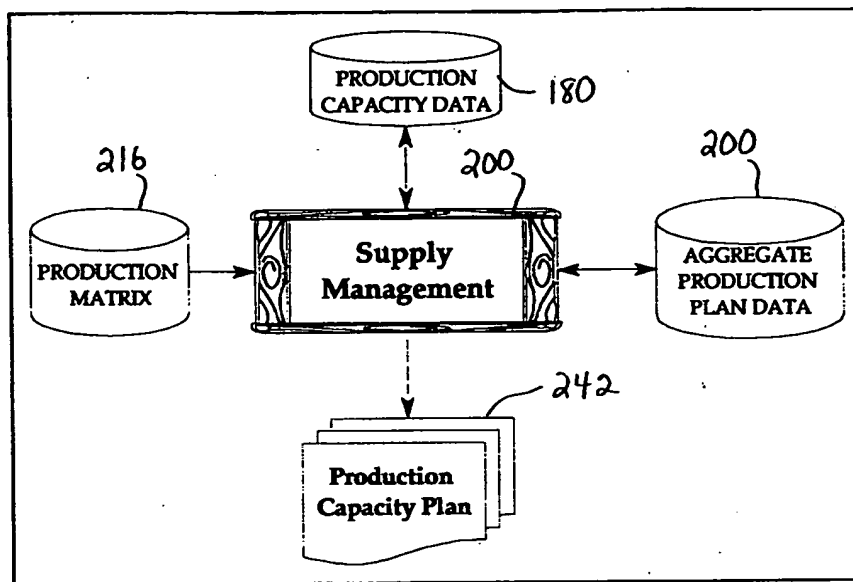 PRODUCTION
CAPACITY DATA
180
216
200
200
PRODUCTION
MATRIX
Supply
Management
AGGREGATE
PRODUCTION
PLAN DATA
242
Production
Capacity Plan